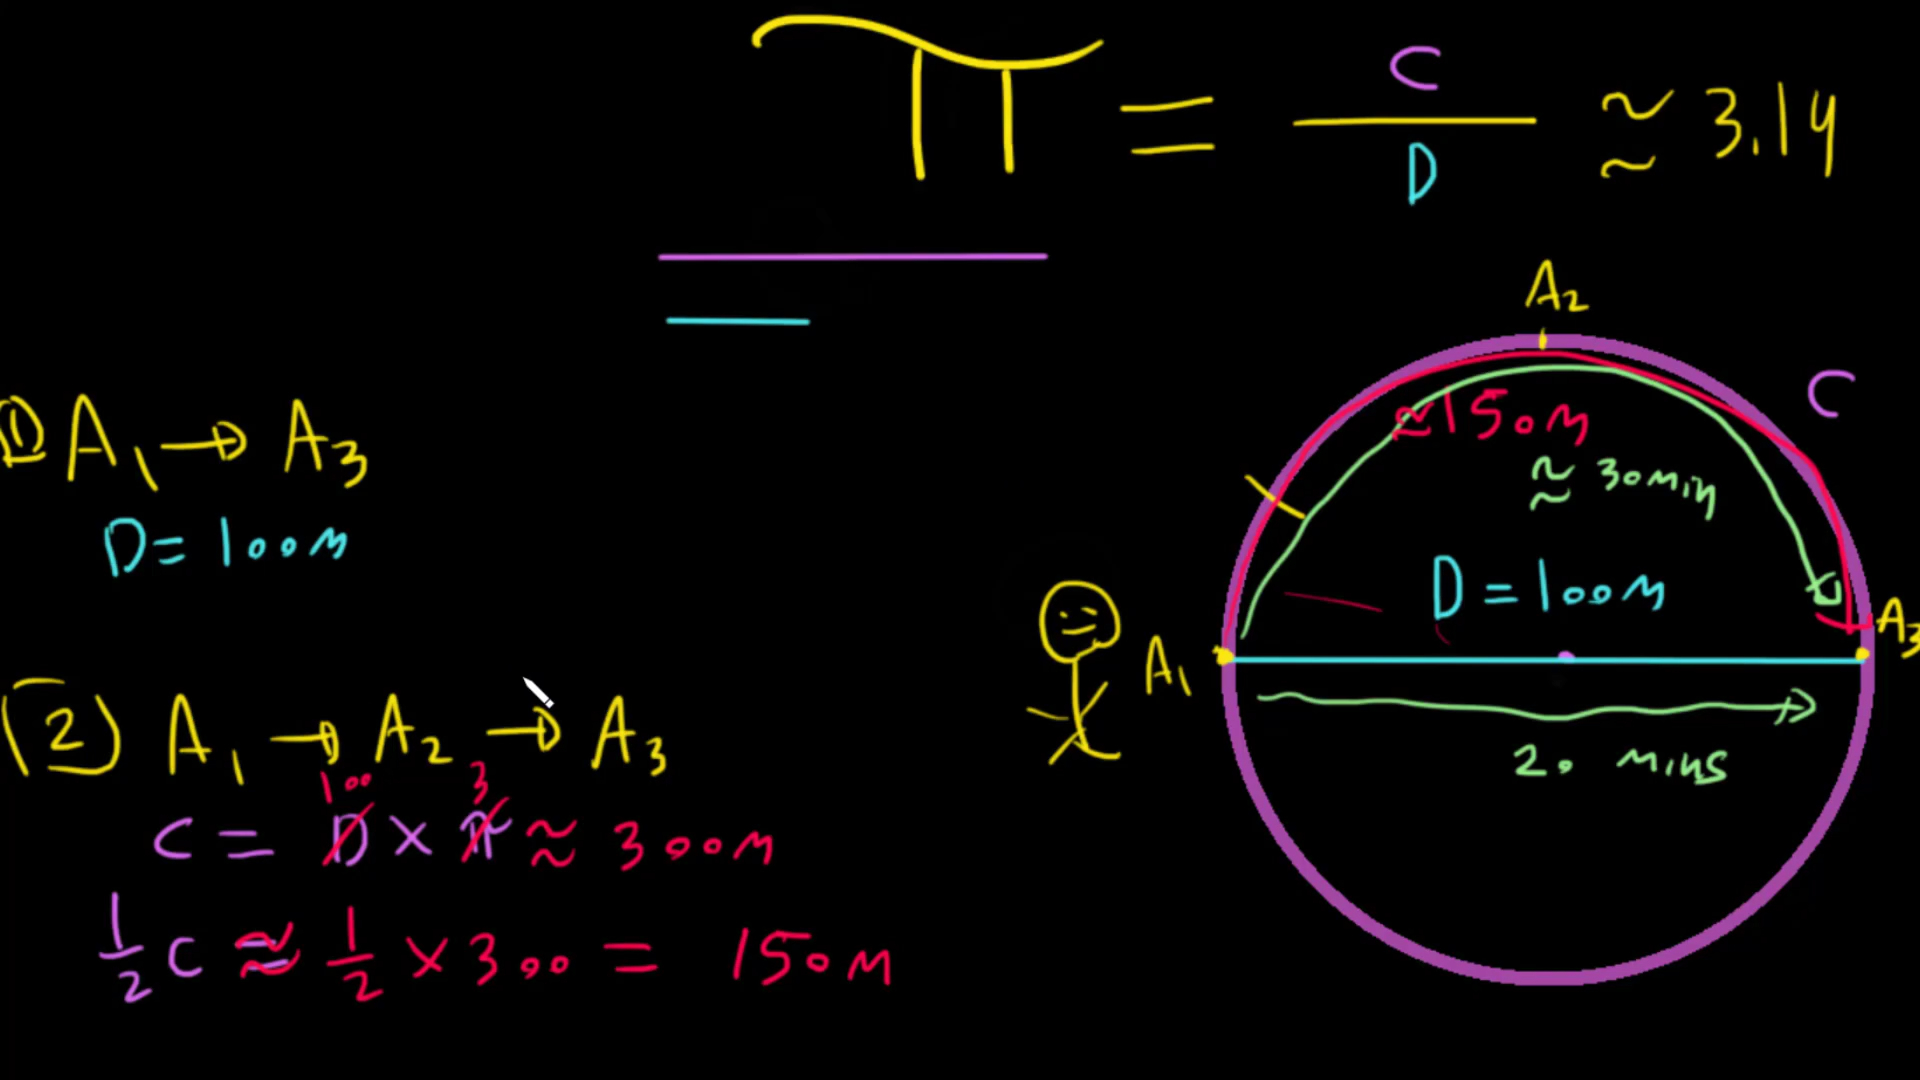 π = C/D ≈ 3.14
A2
C
≈150m
≈ 30min
D = 100m
A1
A3
20 mins
① A1 → A3
D = 100m
(2) A1 → A2 → A3
100 3
C = D × π ≈ 300m
1/2 C ≈ 1/2 × 300 = 150m